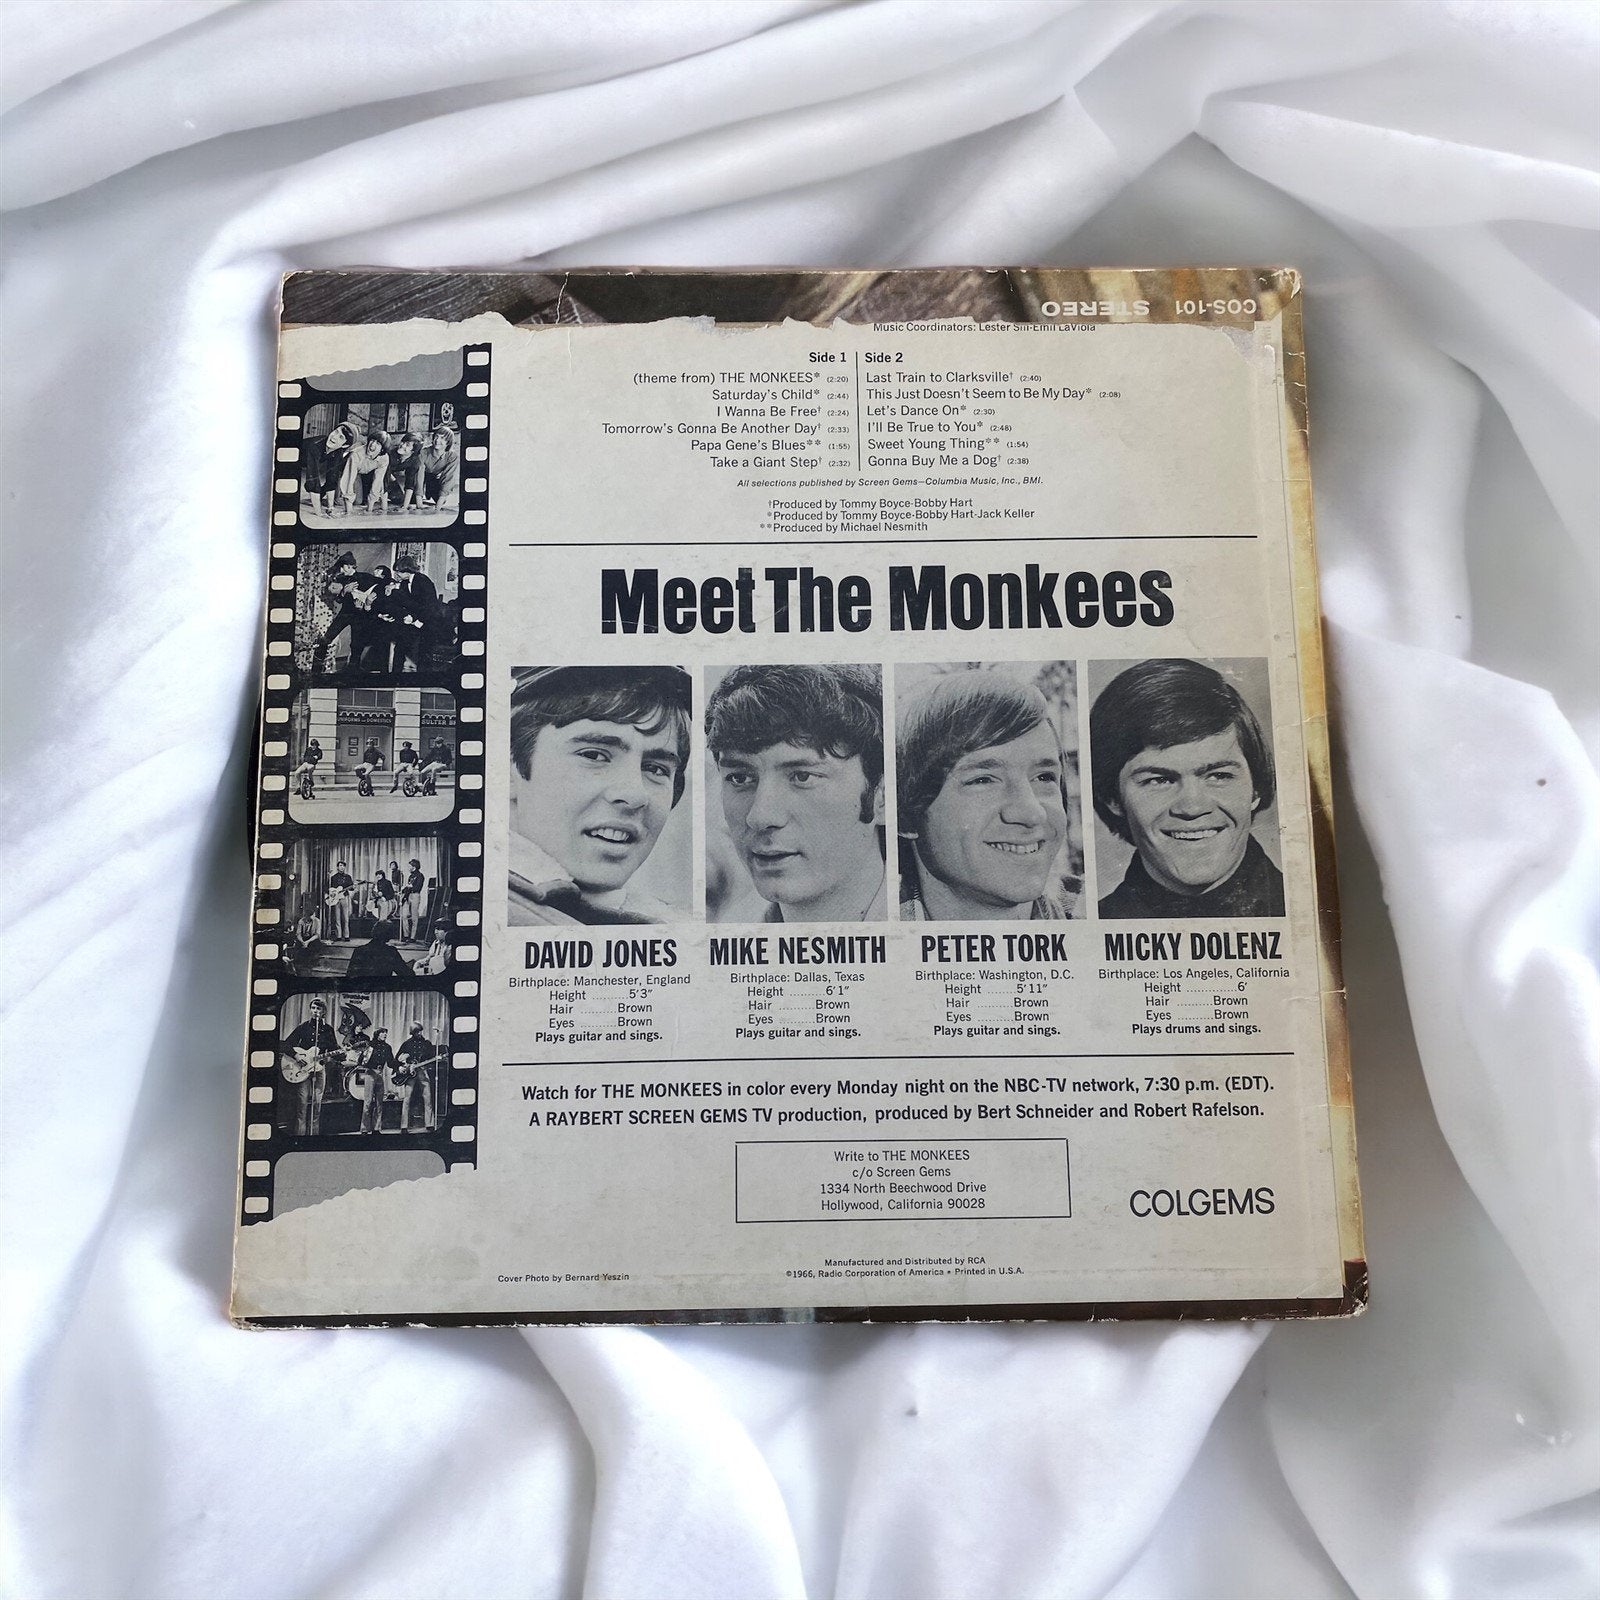 COS-101 STEREO
Music Coordinators: Lester Sill-Emil LaViola
Side 1
(theme from) THE MONKEES* (2:20)
Saturday's Child* (2:44)
I Wanna Be Free† (2:24)
Tomorrow's Gonna Be Another Day† (2:33)
Papa Gene's Blues** (1:55)
Take a Giant Step† (2:32)
Side 2
Last Train to Clarksville† (2:40)
This Just Doesn't Seem to Be My Day* (2:08)
Let's Dance On* (2:30)
I'll Be True to You* (2:48)
Sweet Young Thing** (1:54)
Gonna Buy Me a Dog† (2:38)
All selections published by Screen Gems—Columbia Music, Inc., BMI.
†Produced by Tommy Boyce-Bobby Hart
*Produced by Tommy Boyce-Bobby Hart-Jack Keller
**Produced by Michael Nesmith
Meet The Monkees
UNIFORMS and DOMESTICS
SULTER
DAVID JONES
Birthplace: Manchester, England
Height ..........5'3"
Hair ..........Brown
Eyes ..........Brown
Plays guitar and sings.
MIKE NESMITH
Birthplace: Dallas, Texas
Height .........6'1"
Hair .........Brown
Eyes .........Brown
Plays guitar and sings.
PETER TORK
Birthplace: Washington, D.C.
Height ........5'11"
Hair ..........Brown
Eyes ..........Brown
Plays guitar and sings.
MICKY DOLENZ
Birthplace: Los Angeles, California
Height ..............6'
Hair ..........Brown
Eyes ..........Brown
Plays drums and sings.
Watch for THE MONKEES in color every Monday night on the NBC-TV network, 7:30 p.m. (EDT).
A RAYBERT SCREEN GEMS TV production, produced by Bert Schneider and Robert Rafelson.
Write to THE MONKEES
c/o Screen Gems
1334 North Beechwood Drive
Hollywood, California 90028
COLGEMS
Manufactured and Distributed by RCA
©1966, Radio Corporation of America • Printed in U.S.A.
Cover Photo by Bernard Yeszin